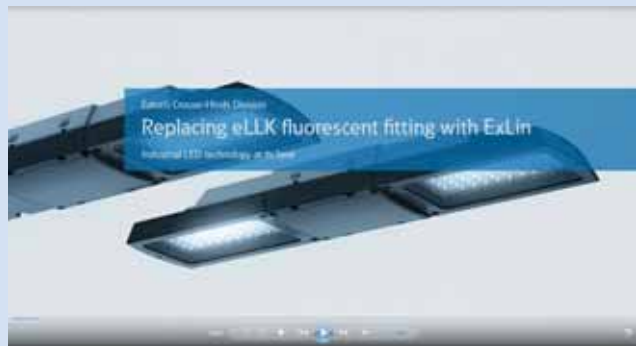 Eaton's Crouse-Hinds Division
Replacing eLLK fluorescent fitting with ExLin
Industrial LED technology at its best